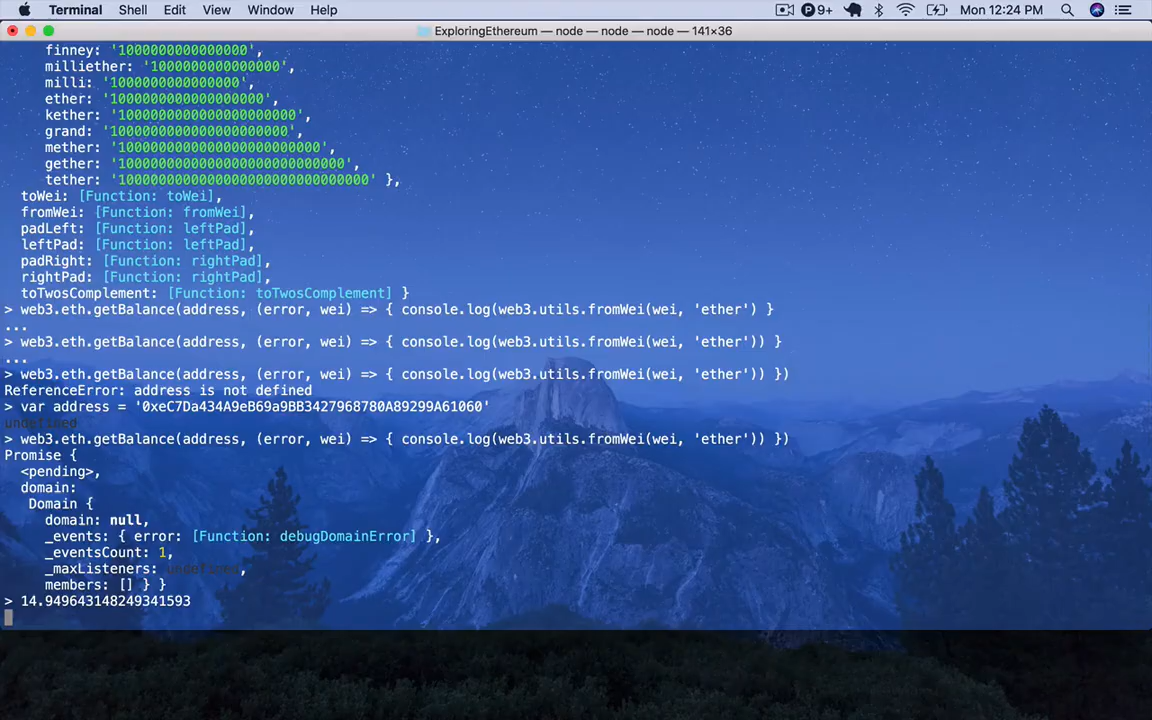 Terminal Shell Edit View Window Help 9+ Mon 12:24 PM
ExploringEthereum — node — node — node — 141×36
finney: '1000000000000000',
milliether: '1000000000000000',
milli: '1000000000000000',
ether: '1000000000000000000',
kether: '1000000000000000000000',
grand: '1000000000000000000000',
mether: '1000000000000000000000000',
gether: '1000000000000000000000000000',
tether: '1000000000000000000000000000000' },
toWei: [Function: toWei],
fromWei: [Function: fromWei],
padLeft: [Function: leftPad],
leftPad: [Function: leftPad],
padRight: [Function: rightPad],
rightPad: [Function: rightPad],
toTwosComplement: [Function: toTwosComplement] }
> web3.eth.getBalance(address, (error, wei) => { console.log(web3.utils.fromWei(wei, 'ether') }
...
> web3.eth.getBalance(address, (error, wei) => { console.log(web3.utils.fromWei(wei, 'ether')) }
...
> web3.eth.getBalance(address, (error, wei) => { console.log(web3.utils.fromWei(wei, 'ether')) })
ReferenceError: address is not defined
> var address = '0xeC7Da434A9eB69a9BB3427968780A89299A61060'
undefined
> web3.eth.getBalance(address, (error, wei) => { console.log(web3.utils.fromWei(wei, 'ether')) })
Promise {
<pending>,
domain:
Domain {
domain: null,
_events: { error: [Function: debugDomainError] },
_eventsCount: 1,
_maxListeners: undefined,
members: [] } }
> 14.949643148249341593